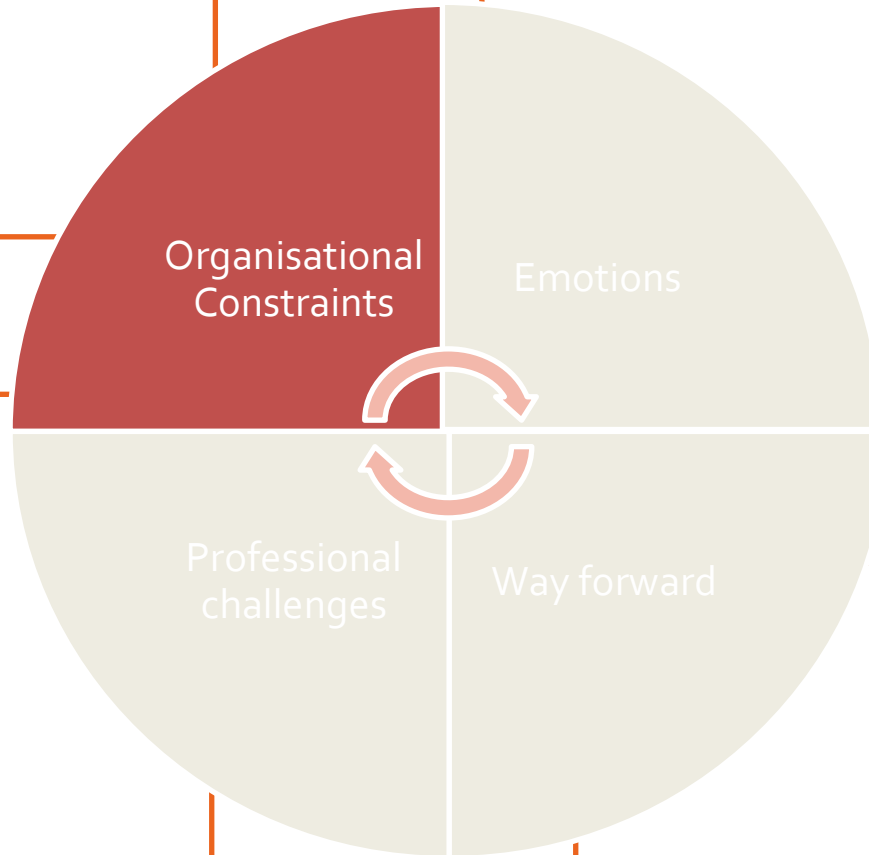 Organisational
Constraints
Emotions
Professional
challenges
Way forward